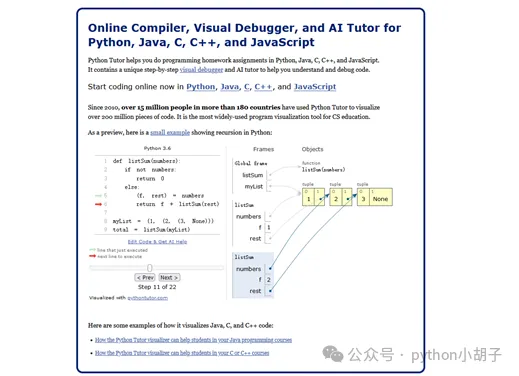 Online Compiler, Visual Debugger, and AI Tutor for
Python, Java, C, C++, and JavaScript
Python Tutor helps you do programming homework assignments in Python, Java, C, C++, and JavaScript.
It contains a unique step-by-step visual debugger and AI tutor to help you understand and debug code.
Start coding online now in Python, Java, C, C++, and JavaScript
Since 2010, over 15 million people in more than 180 countries have used Python Tutor to visualize
over 200 million pieces of code. It is the most widely-used program visualization tool for CS education.
As a preview, here is a small example showing recursion in Python:
Python 3.6
1 def listSum(numbers):
2 if not numbers:
3 return 0
4 else:
5 (f, rest) = numbers
6 return f + listSum(rest)
7
8 myList = (1, (2, (3, None)))
9 total = listSum(myList)
Edit Code & Get AI Help
line that just executed
next line to execute
< Prev Next >
Step 11 of 22
Visualized with pythontutor.com
Frames Objects
Global frame
listSum
myList
function
listSum(numbers)
tuple
0 1
1
tuple
0 1
2
tuple
0 1
3 None
listSum
numbers
f 1
rest
listSum
numbers
f 2
rest
Here are some examples of how it visualizes Java, C, and C++ code:
• How the Python Tutor visualizer can help students in your Java programming courses
• How the Python Tutor visualizer can help students in your C or C++ courses
公众号 · python小胡子